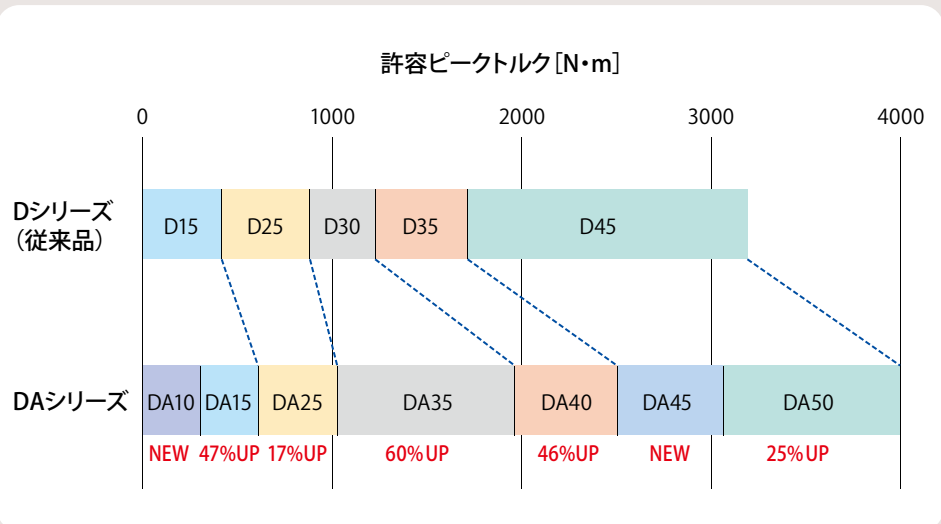 許容ピークトルク[N・m]
0 1000 2000 3000 4000
Dシリーズ
（従来品）
D15 D25 D30 D35 D45
DAシリーズ
DA10 DA15 DA25 DA35 DA40 DA45 DA50
NEW 47%UP 17%UP 60%UP 46%UP NEW 25%UP